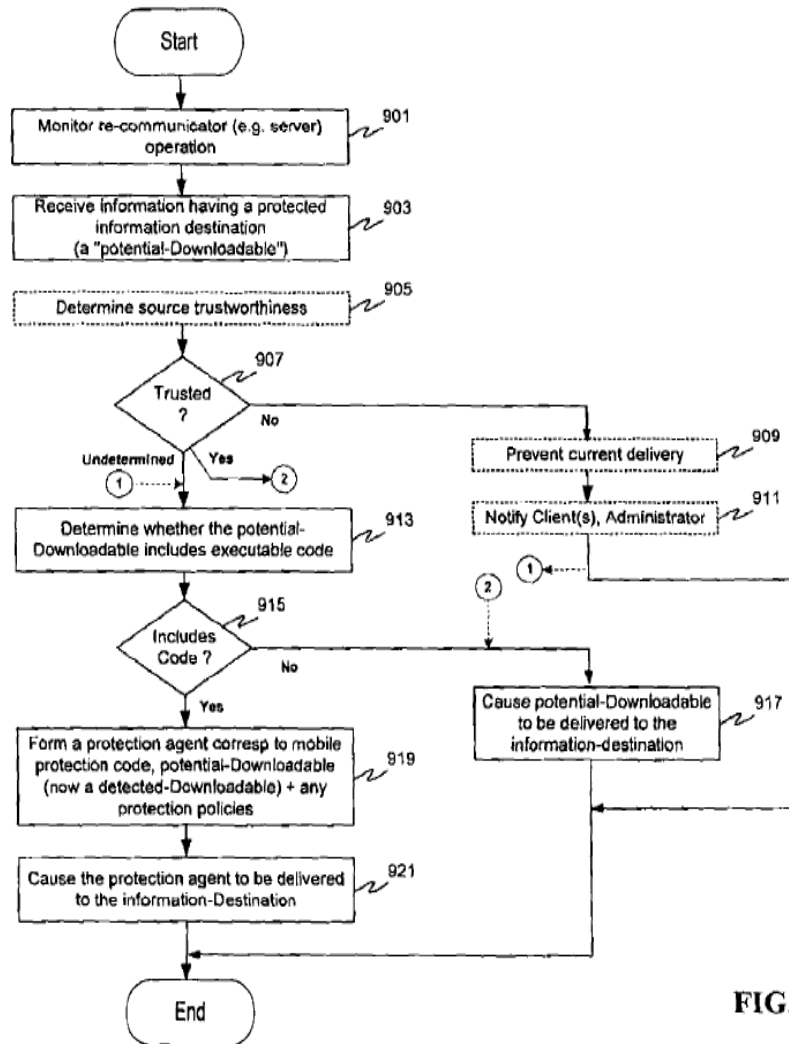 Start
Monitor re-communicator (e.g. server)
operation
901
Receive information having a protected
information destination
(a "potential-Downloadable")
903
Determine source trustworthiness
905
907
Trusted
?
No
Undetermined
Yes
1
2
Prevent current delivery
909
Notify Client(s), Administrator
911
1
2
Determine whether the potential-
Downloadable includes executable code
913
915
Includes
Code ?
No
Yes
Cause potential-Downloadable
to be delivered to the
information-destination
917
Form a protection agent corresp to mobile
protection code, potential-Downloadable
(now a detected-Downloadable) + any
protection policies
919
Cause the protection agent to be delivered
to the information-Destination
921
End
FIG.